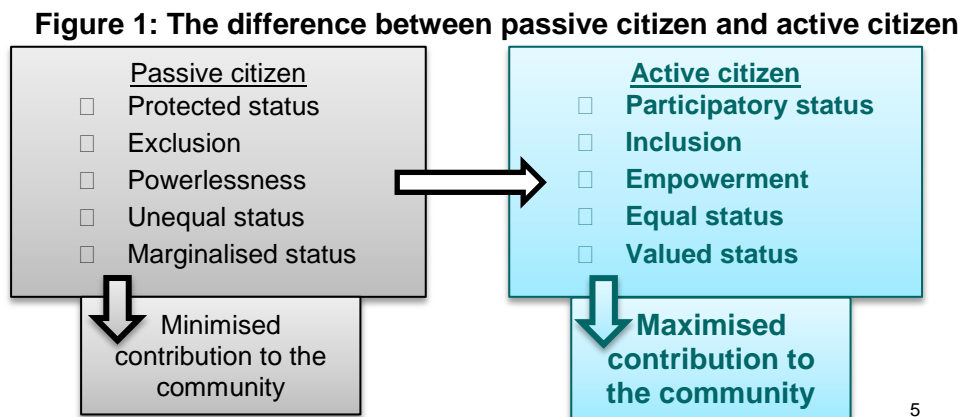 Figure 1: The difference between passive citizen and active citizen
Passive citizen
Protected status
Exclusion
Powerlessness
Unequal status
Marginalised status
Minimised
contribution to the
community
Active citizen
Participatory status
Inclusion
Empowerment
Equal status
Valued status
Maximised
contribution to
the community
5